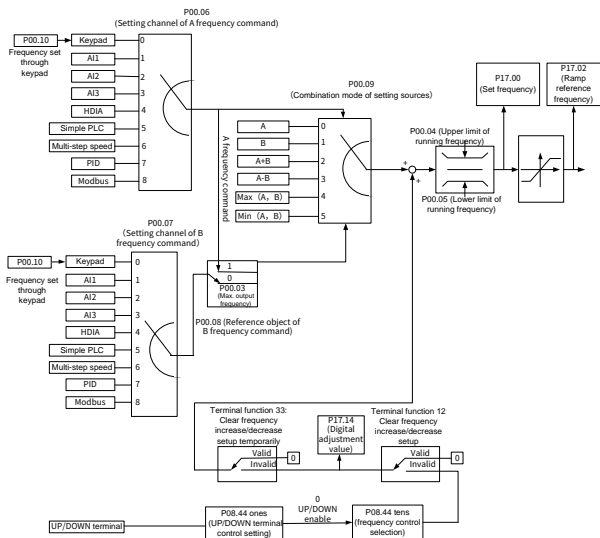 P00.06
(Setting channel of A frequency command)
P00.10
Frequency set
through
keypad
Keypad
0
AI1
1
AI2
2
AI3
3
HDIA
4
Simple PLC
5
Multi-step speed
6
PID
7
Modbus
8
A frequency command
P00.09
(Combination mode of setting sources)
A
0
B
1
A+B
2
A-B
3
Max（A，B）
4
Min（A，B）
5
+
+
P00.04 (Upper limit of
running frequency)
P00.05 (Lower limit of
running frequency)
P17.00
(Set frequency)
P17.02
(Ramp
reference
frequency)
P00.07
(Setting channel of B
frequency command)
P00.10
Frequency set
through
keypad
Keypad
0
AI1
1
AI2
2
AI3
3
HDIA
4
Simple PLC
5
Multi-step speed
6
PID
7
Modbus
8
1
0
P00.03
(Max. output
frequency)
P00.08 (Reference object of
B frequency command)
Terminal function 33:
Clear frequency
increase/decrease
setup temporarily
Valid
Invalid
0
P17.14
(Digital
adjustment
value)
Terminal function 12
Clear frequency
increase/decrease
setup
Valid
Invalid
0
UP/DOWN terminal
P08.44 ones
(UP/DOWN terminal
control setting)
0
UP/DOWN
enable
P08.44 tens
(frequency control
selection)